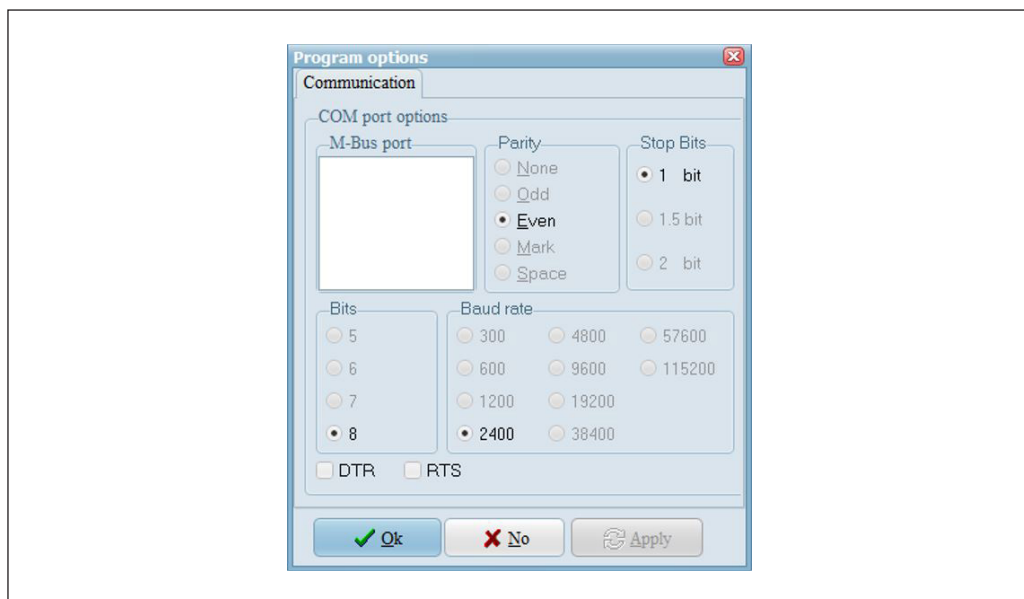 Program options
Communication
COM port options
M-Bus port
Parity
None
Odd
Even
Mark
Space
Stop Bits
1 bit
1.5 bit
2 bit
Bits
5
6
7
8
Baud rate
300
600
1200
2400
4800
9600
19200
38400
57600
115200
DTR
RTS
Ok
No
Apply